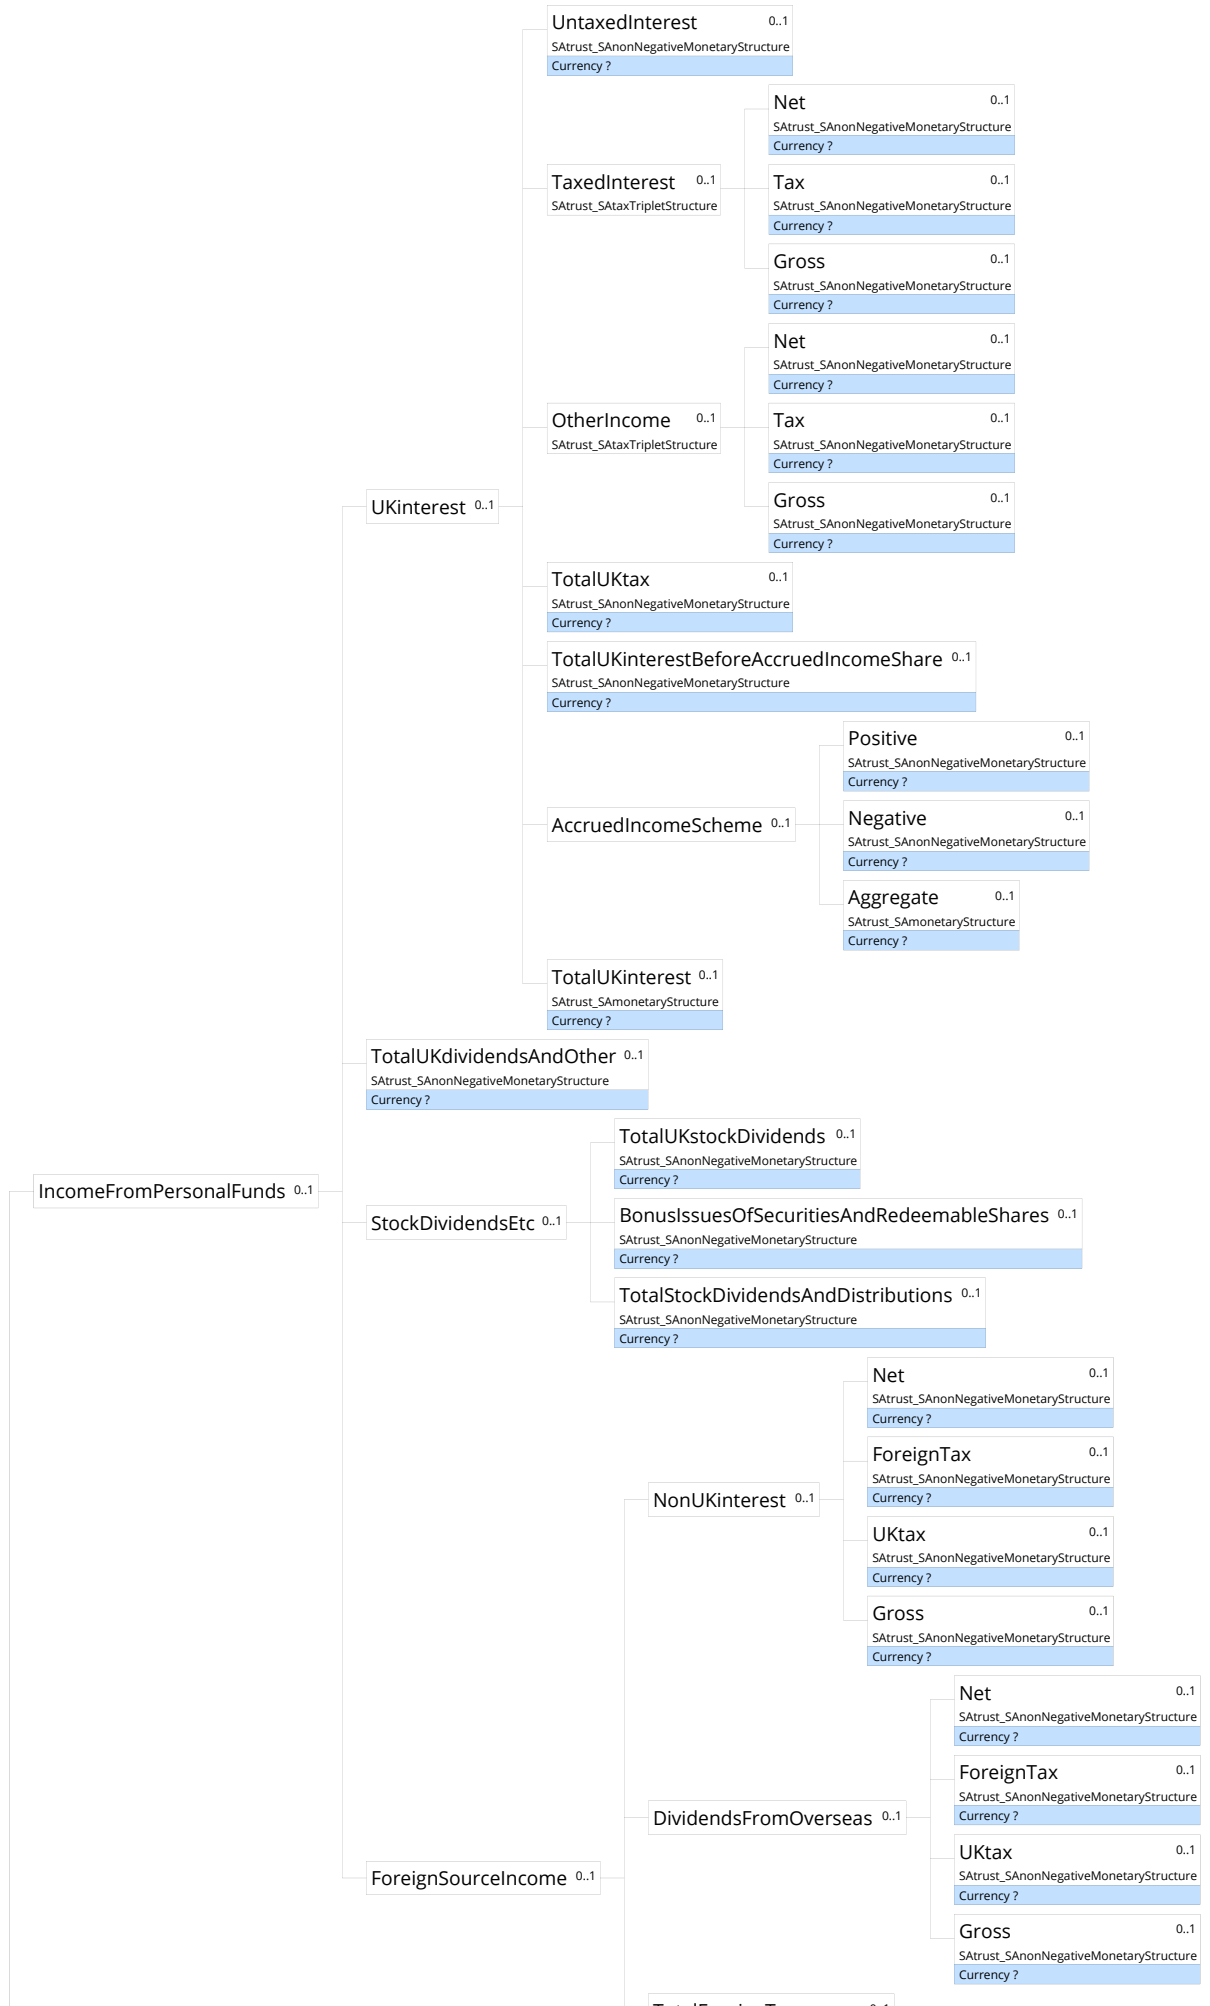 UntaxedInterest 0..1
SAtrust_SAnonNegativeMonetaryStructure
Currency ?
Net 0..1
SAtrust_SAnonNegativeMonetaryStructure
Currency ?
TaxedInterest 0..1
SAtrust_SAtaxTripletStructure
Tax 0..1
SAtrust_SAnonNegativeMonetaryStructure
Currency ?
Gross 0..1
SAtrust_SAnonNegativeMonetaryStructure
Currency ?
Net 0..1
SAtrust_SAnonNegativeMonetaryStructure
Currency ?
OtherIncome 0..1
SAtrust_SAtaxTripletStructure
Tax 0..1
SAtrust_SAnonNegativeMonetaryStructure
Currency ?
Gross 0..1
SAtrust_SAnonNegativeMonetaryStructure
Currency ?
UKinterest 0..1
TotalUKtax 0..1
SAtrust_SAnonNegativeMonetaryStructure
Currency ?
TotalUKinterestBeforeAccruedIncomeShare 0..1
SAtrust_SAnonNegativeMonetaryStructure
Currency ?
Positive 0..1
SAtrust_SAnonNegativeMonetaryStructure
Currency ?
AccruedIncomeScheme 0..1
Negative 0..1
SAtrust_SAnonNegativeMonetaryStructure
Currency ?
Aggregate 0..1
SAtrust_SAmonetaryStructure
Currency ?
TotalUKinterest 0..1
SAtrust_SAmonetaryStructure
Currency ?
TotalUKdividendsAndOther 0..1
SAtrust_SAnonNegativeMonetaryStructure
Currency ?
TotalUKstockDividends 0..1
SAtrust_SAnonNegativeMonetaryStructure
Currency ?
IncomeFromPersonalFunds 0..1
StockDividendsEtc 0..1
BonusIssuesOfSecuritiesAndRedeemableShares 0..1
SAtrust_SAnonNegativeMonetaryStructure
Currency ?
TotalStockDividendsAndDistributions 0..1
SAtrust_SAnonNegativeMonetaryStructure
Currency ?
Net 0..1
SAtrust_SAnonNegativeMonetaryStructure
Currency ?
ForeignTax 0..1
SAtrust_SAnonNegativeMonetaryStructure
Currency ?
NonUKinterest 0..1
UKtax 0..1
SAtrust_SAnonNegativeMonetaryStructure
Currency ?
Gross 0..1
SAtrust_SAnonNegativeMonetaryStructure
Currency ?
Net 0..1
SAtrust_SAnonNegativeMonetaryStructure
Currency ?
ForeignTax 0..1
SAtrust_SAnonNegativeMonetaryStructure
Currency ?
DividendsFromOverseas 0..1
UKtax 0..1
SAtrust_SAnonNegativeMonetaryStructure
Currency ?
ForeignSourceIncome 0..1
Gross 0..1
SAtrust_SAnonNegativeMonetaryStructure
Currency ?